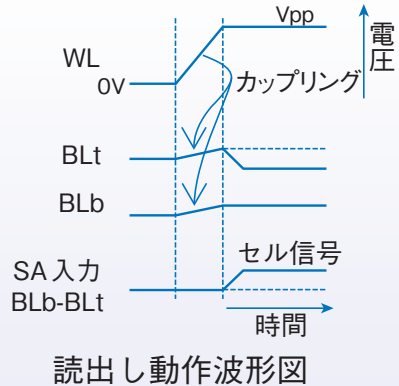 Vpp
WL
0V
カップリング
電圧
BLt
BLb
セル信号
SA入力
BLb-BLt
時間
読出し動作波形図